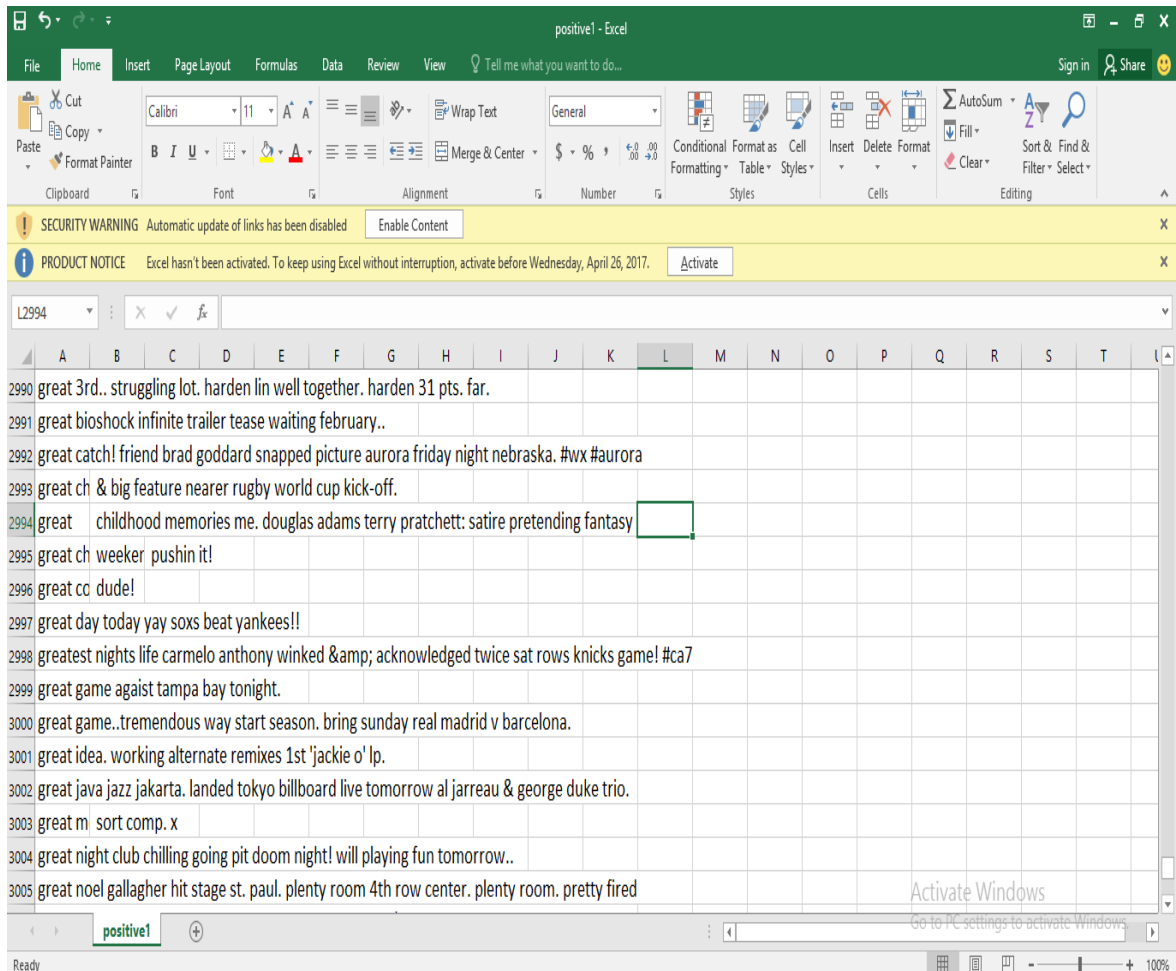 positive1 - Excel
File Home Insert Page Layout Formulas Data Review View Tell me what you want to do... Sign in Share
Cut
Copy
Format Painter
Paste
Clipboard
Calibri 11 A A
B I U A
Font
Wrap Text
Merge & Center
Alignment
General
$ % , .0 .00 .00 .0
Number
Conditional Formatting Format as Table Cell Styles
Styles
Insert Delete Format
Cells
AutoSum
Fill
Clear
Sort & Filter Find & Select
Editing
SECURITY WARNING Automatic update of links has been disabled Enable Content
PRODUCT NOTICE Excel hasn't been activated. To keep using Excel without interruption, activate before Wednesday, April 26, 2017. Activate
L2994 fx
A B C D E F G H I J K L M N O P Q R S T
2990 great 3rd.. struggling lot. harden lin well together. harden 31 pts. far.
2991 great bioshock infinite trailer tease waiting february..
2992 great catch! friend brad goddard snapped picture aurora friday night nebraska. #wx #aurora
2993 great ch & big feature nearer rugby world cup kick-off.
2994 great childhood memories me. douglas adams terry pratchett: satire pretending fantasy
2995 great ch weeker pushin it!
2996 great co dude!
2997 great day today yay soxs beat yankees!!
2998 greatest nights life carmelo anthony winked &amp; acknowledged twice sat rows knicks game! #ca7
2999 great game agaist tampa bay tonight.
3000 great game..tremendous way start season. bring sunday real madrid v barcelona.
3001 great idea. working alternate remixes 1st 'jackie o' lp.
3002 great java jazz jakarta. landed tokyo billboard live tomorrow al jarreau & george duke trio.
3003 great m sort comp. x
3004 great night club chilling going pit doom night! will playing fun tomorrow..
3005 great noel gallagher hit stage st. paul. plenty room 4th row center. plenty room. pretty fired
Activate Windows
Go to PC settings to activate Windows.
positive1
Ready 100%